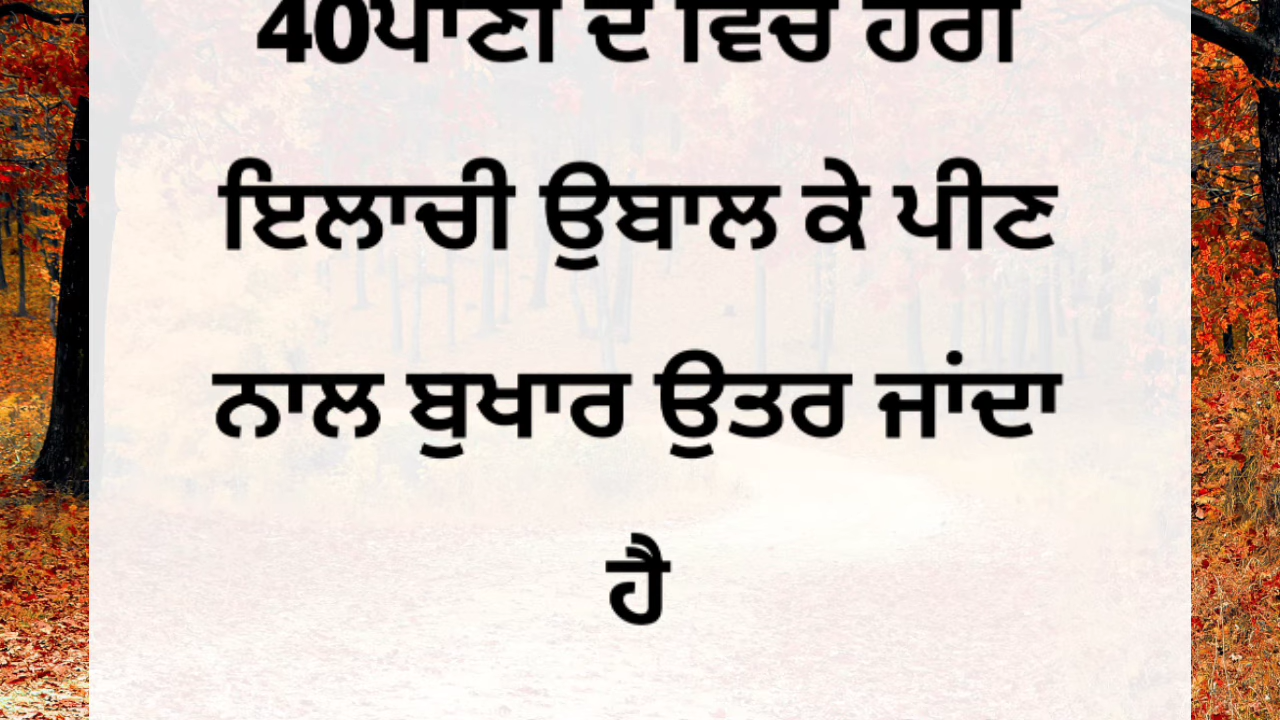 40ਪਾਣੀ ਦੇ ਵਿੱਚ ਹਰੀ
ਇਲਾਚੀ ਉਬਾਲ ਕੇ ਪੀਣ
ਨਾਲ ਬੁਖਾਰ ਉਤਰ ਜਾਂਦਾ
ਹੈ